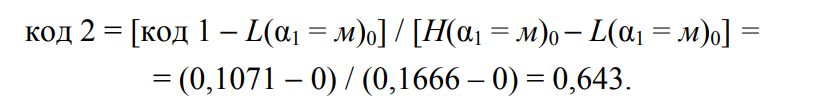 код 2 = [код 1 – L(α₁ = м)₀] / [H(α₁ = м)₀ – L(α₁ = м)₀] =
= (0,1071 – 0) / (0,1666 – 0) = 0,643.